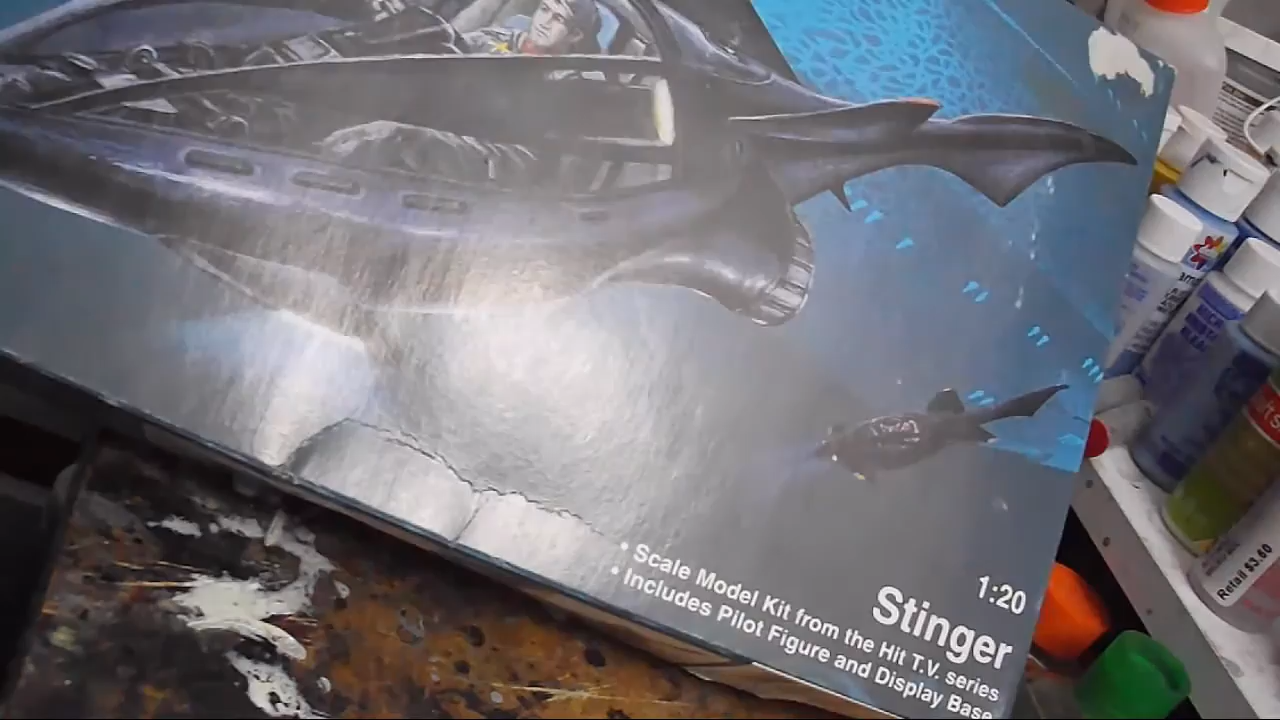 1:20
Stinger
• Scale Model Kit from the Hit T.V. series
• Includes Pilot Figure and Display Base
Retail $3.60